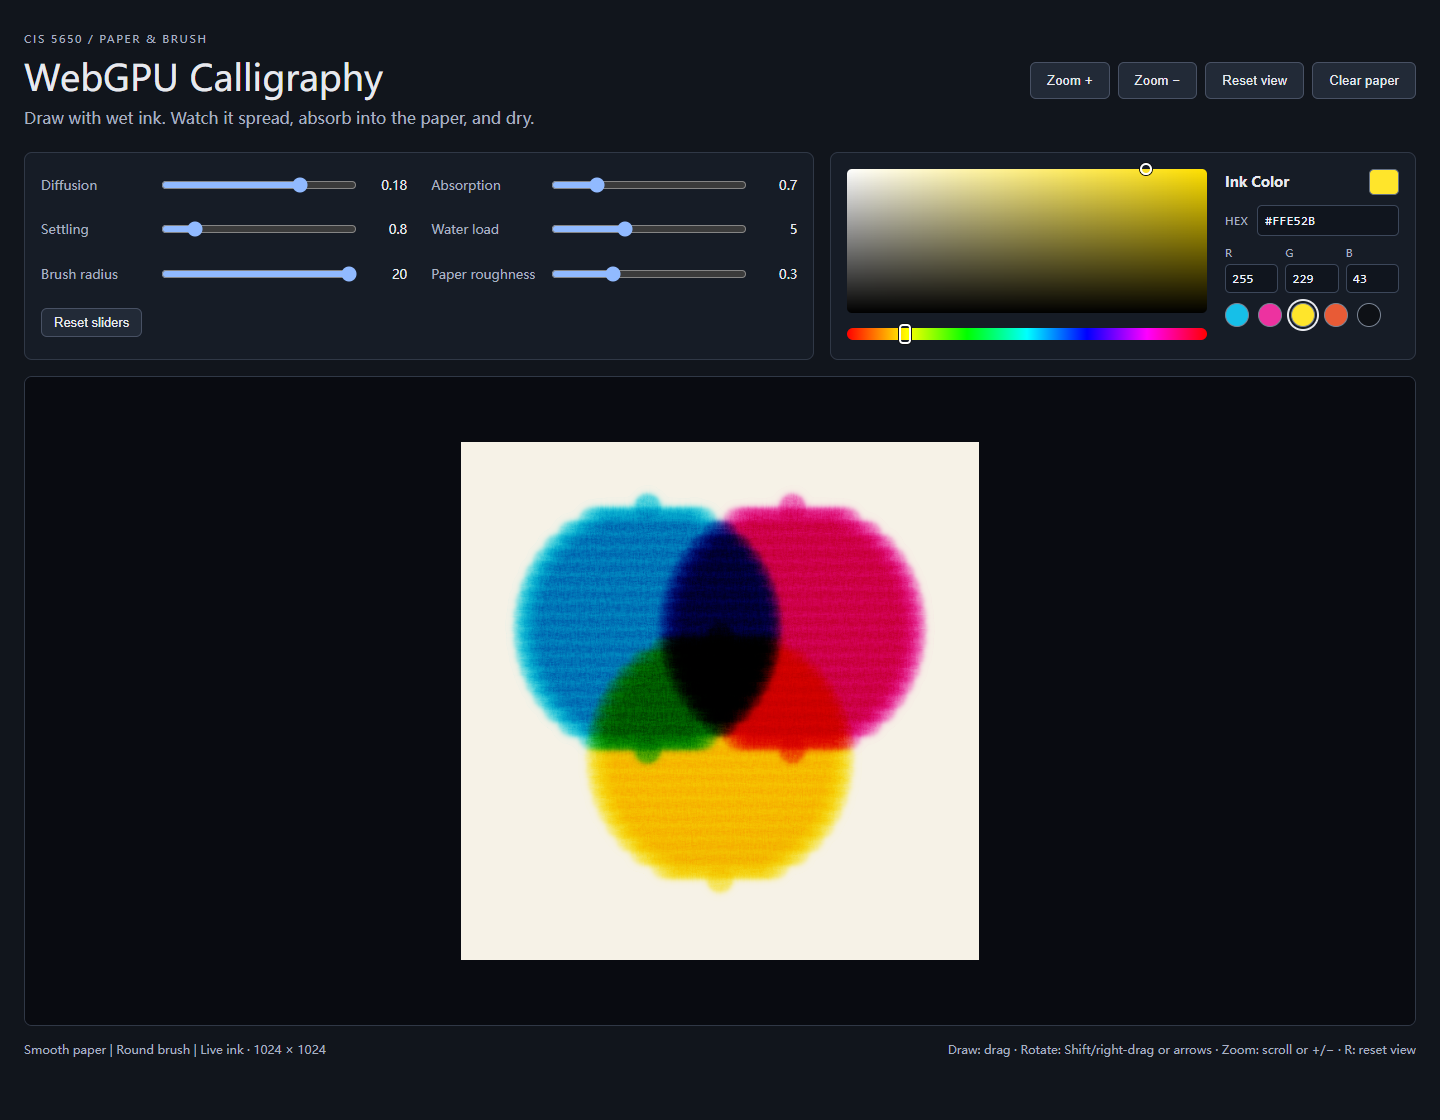 CIS 5650 / PAPER & BRUSH
WebGPU Calligraphy
Draw with wet ink. Watch it spread, absorb into the paper, and dry.
Zoom +
Zoom −
Reset view
Clear paper
Diffusion 0.18
Absorption 0.7
Settling 0.8
Water load 5
Brush radius 20
Paper roughness 0.3
Reset sliders
Ink Color
HEX #FFE52B
R G B
255 229 43
Smooth paper | Round brush | Live ink · 1024 × 1024
Draw: drag · Rotate: Shift/right-drag or arrows · Zoom: scroll or +/− · R: reset view